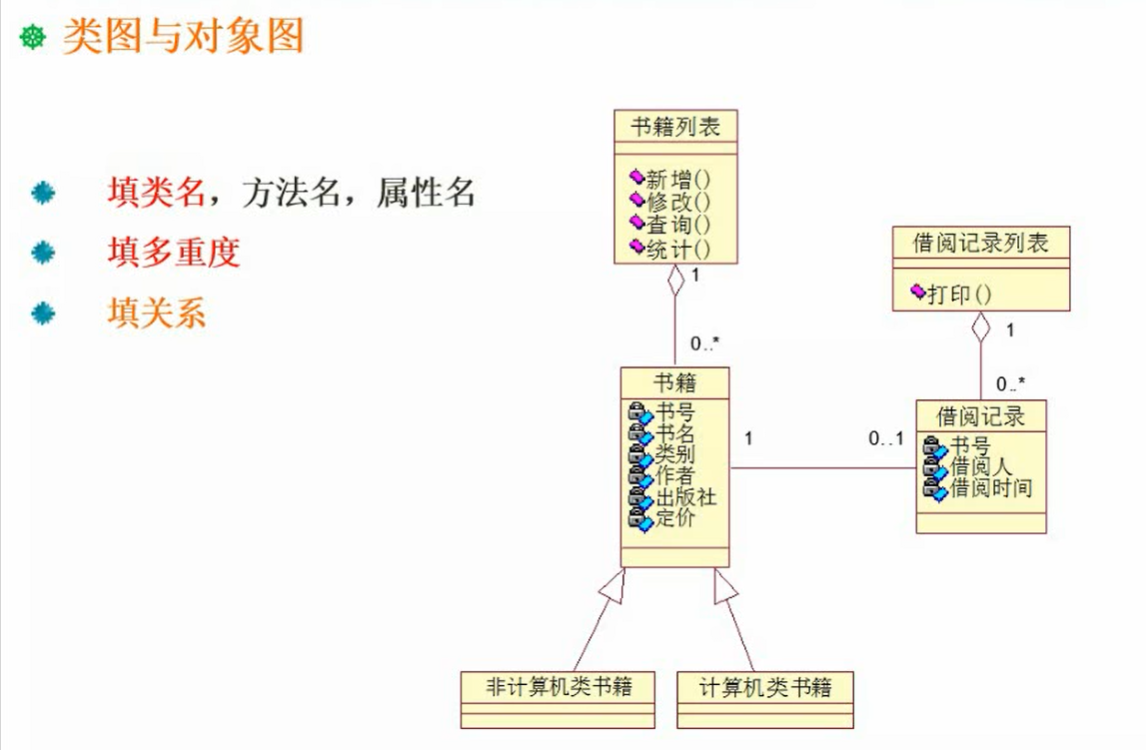 类图与对象图
填类名，方法名，属性名
填多重度
填关系
书籍列表
新增()
修改()
查询()
统计()
1
0..*
书籍
书号
书名
类别
作者
出版社
定价
1
0..1
借阅记录列表
打印()
1
0..*
借阅记录
书号
借阅人
借阅时间
非计算机类书籍
计算机类书籍